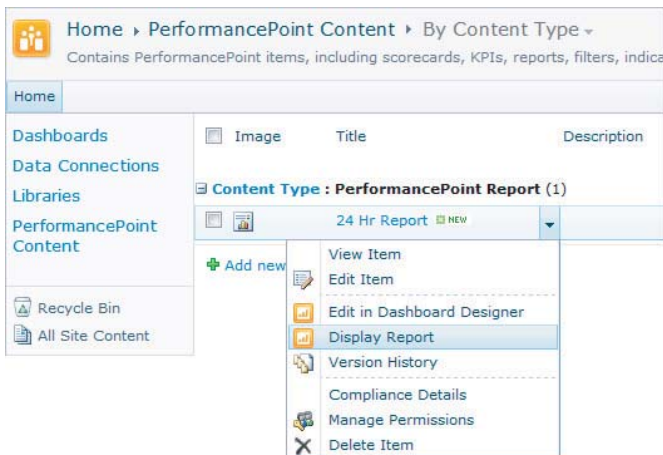 Home ▸ PerformancePoint Content ▸ By Content Type
Contains PerformancePoint items, including scorecards, KPIs, reports, filters, indica
Home
Dashboards
Data Connections
Libraries
PerformancePoint
Content
Recycle Bin
All Site Content
Image Title Description
Content Type : PerformancePoint Report (1)
24 Hr Report NEW
Add new
View Item
Edit Item
Edit in Dashboard Designer
Display Report
Version History
Compliance Details
Manage Permissions
Delete Item